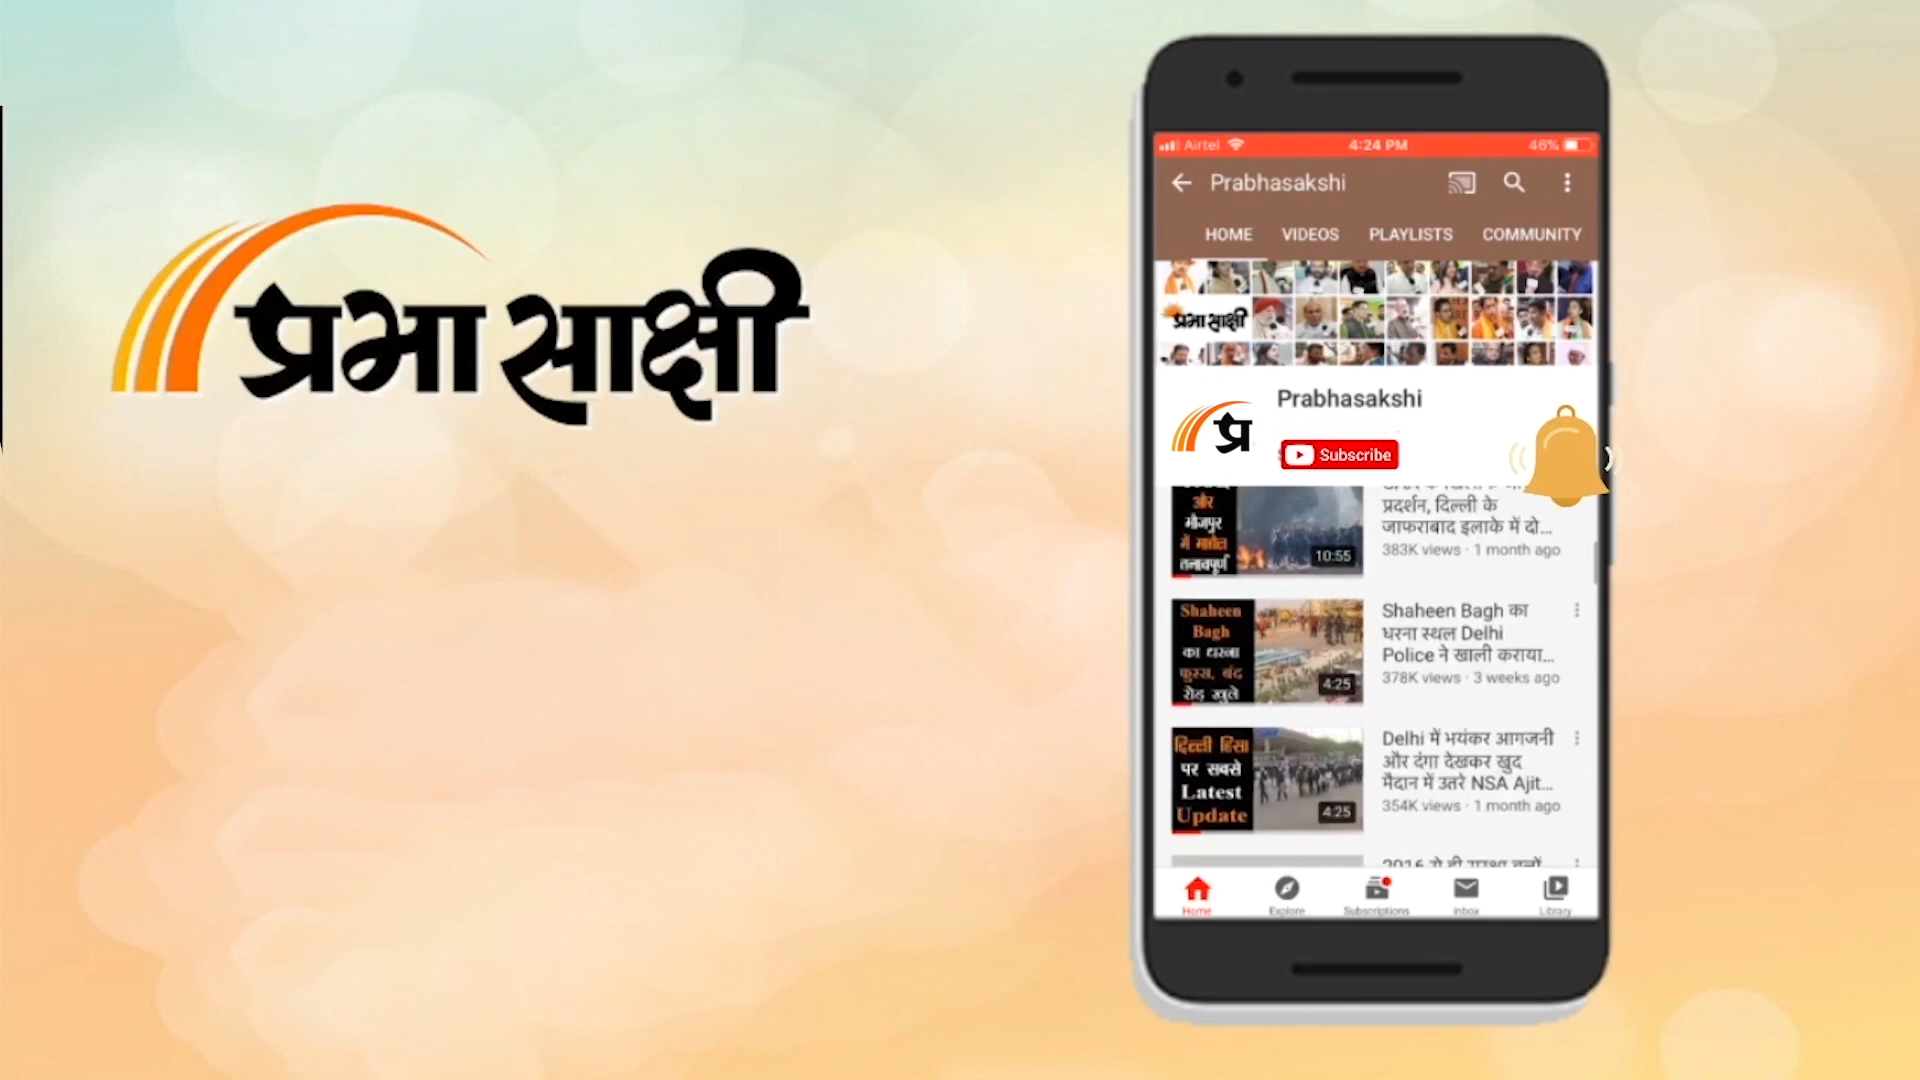 प्रभा साक्षी
Airtel 4:24 PM 46%
Prabhasakshi
HOME VIDEOS PLAYLISTS COMMUNITY
प्रभा साक्षी
Prabhasakshi
प्र
Subscribe
और
मौजपुर
में माहौल
तनावपूर्ण
10:55
प्रदर्शन, दिल्ली के
जाफराबाद इलाके में दो...
383K views · 1 month ago
Shaheen
Bagh
का धरना
फुस्स, बंद
रोड़ खुले
4:25
Shaheen Bagh का
धरना स्थल Delhi
Police ने खाली कराया...
378K views · 3 weeks ago
दिल्ली हिंसा
पर सबसे
Latest
Update
4:25
Delhi में भयंकर आगजनी
और दंगा देखकर खुद
मैदान में उतरे NSA Ajit...
354K views · 1 month ago
Home Explore Subscriptions Inbox Library